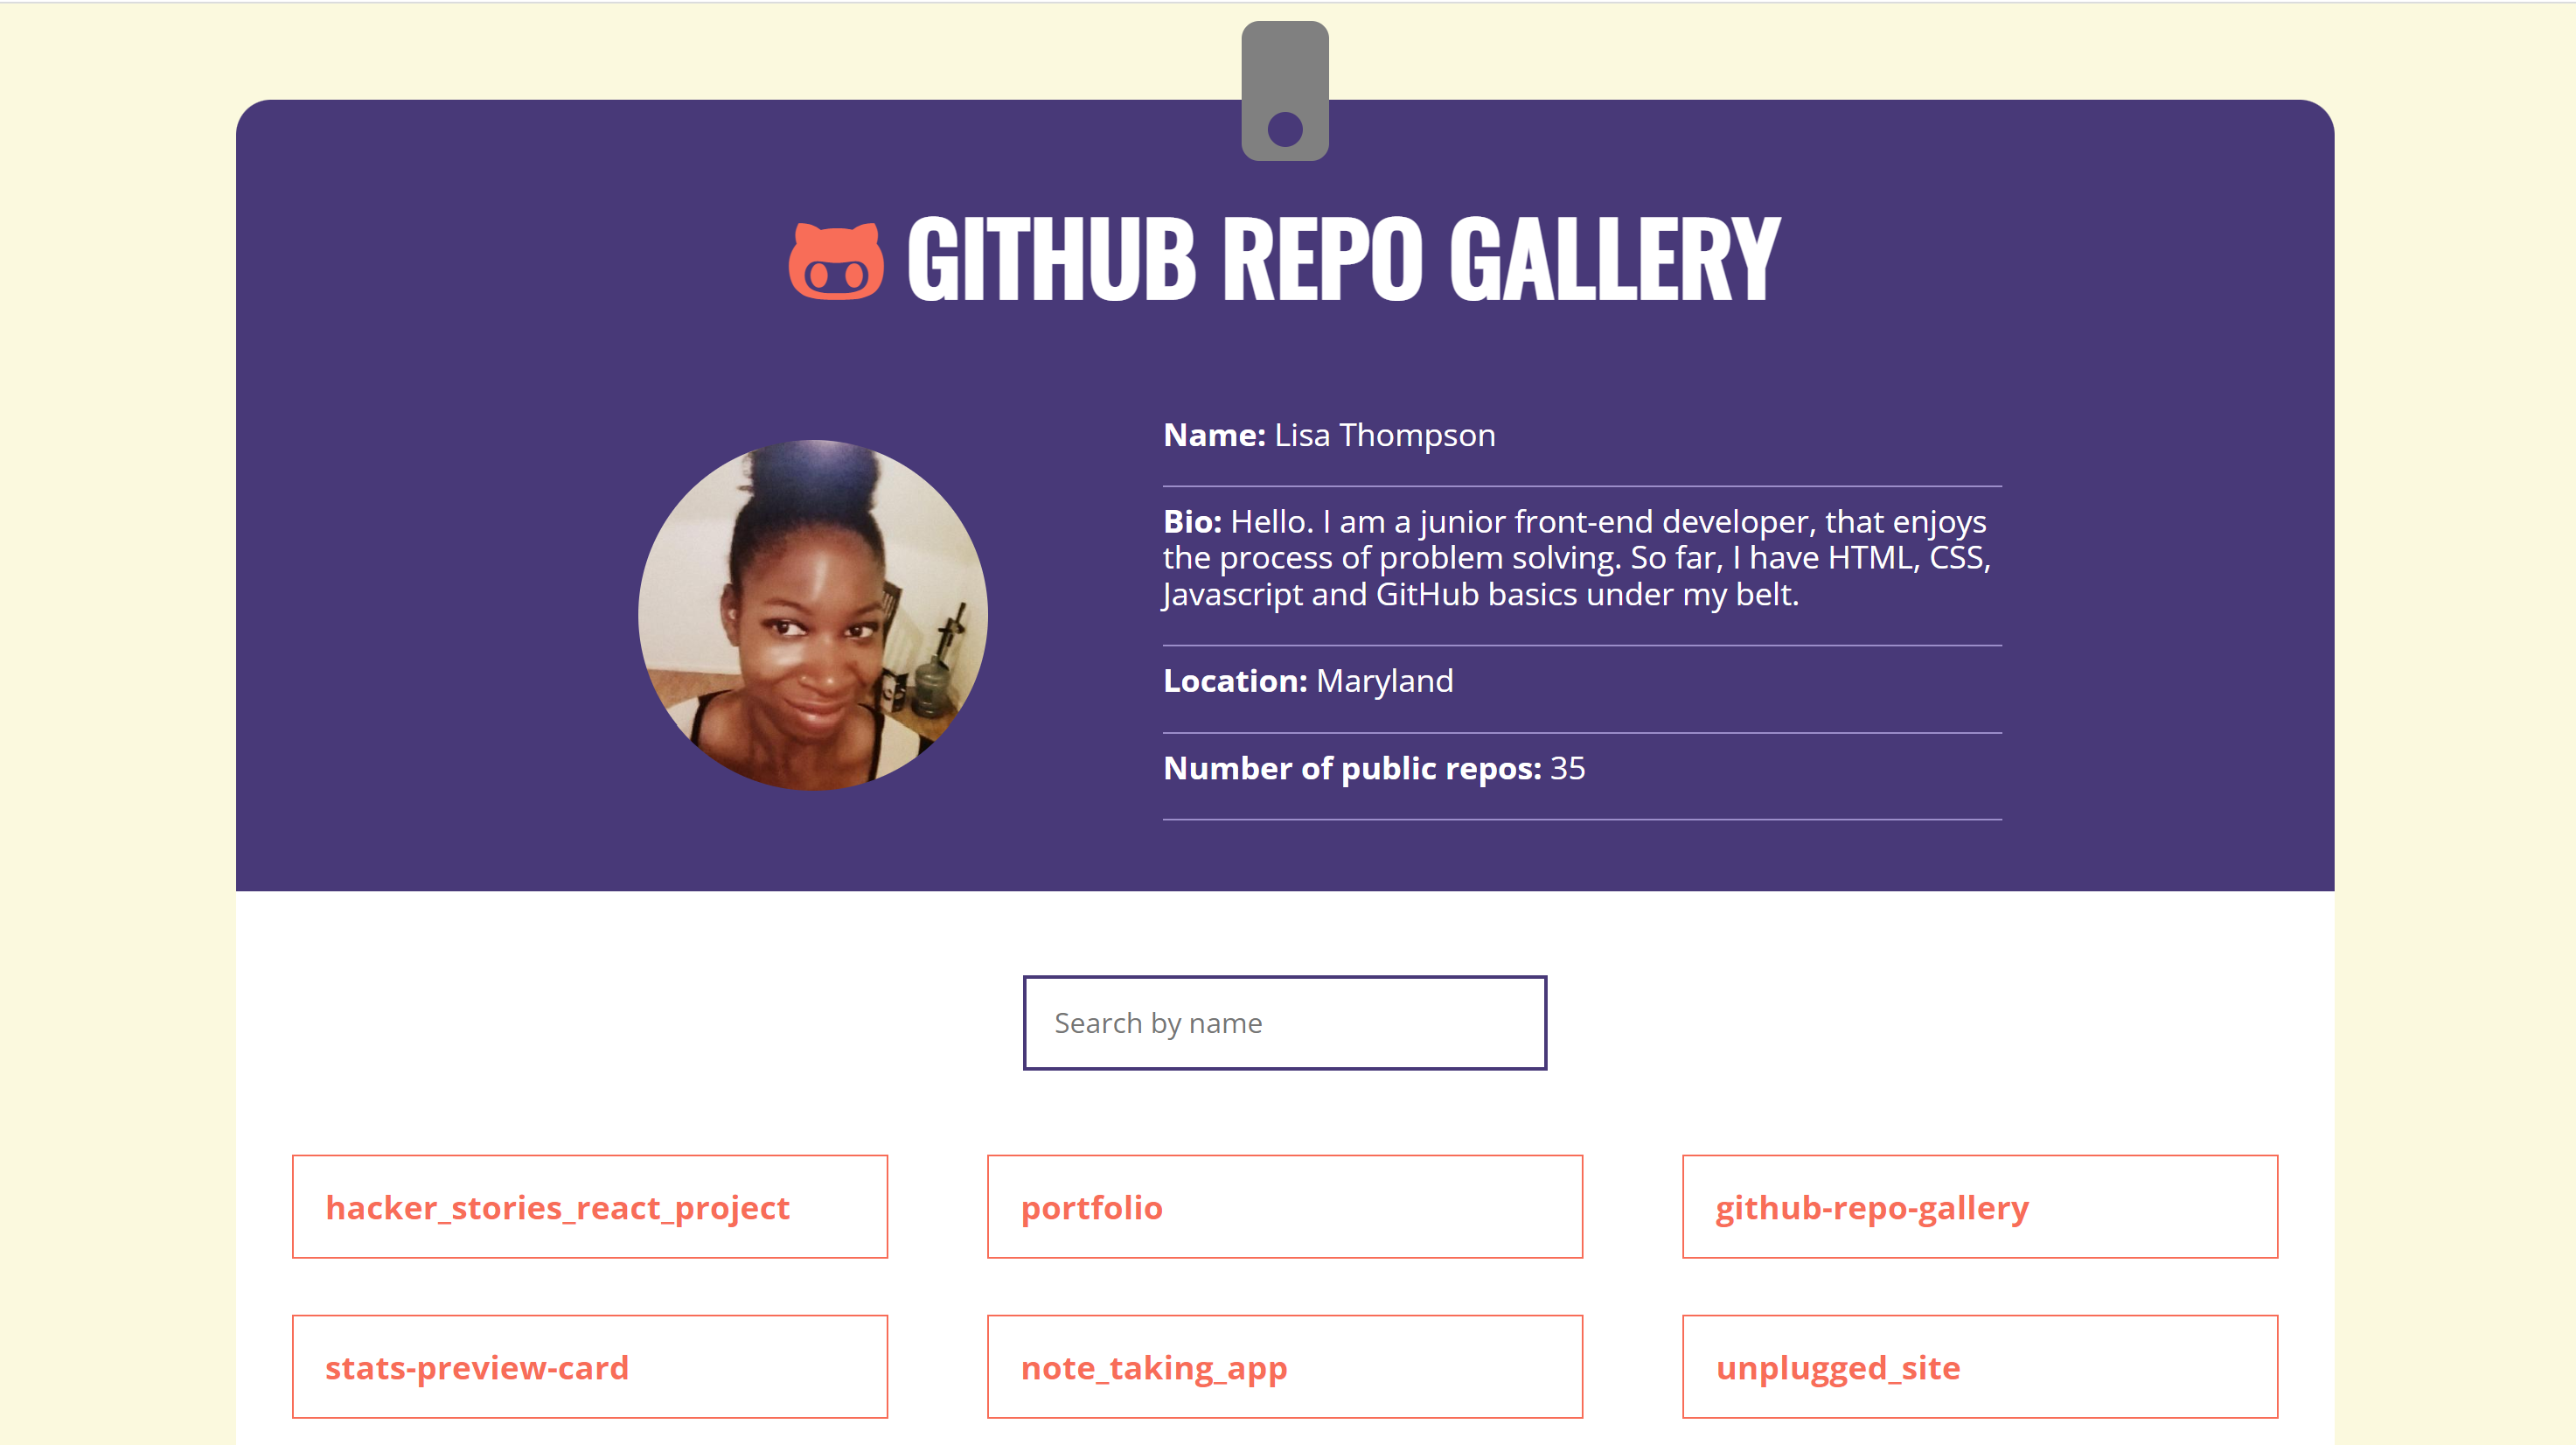 GITHUB REPO GALLERY
Name: Lisa Thompson
Bio: Hello. I am a junior front-end developer, that enjoys
the process of problem solving. So far, I have HTML, CSS,
Javascript and GitHub basics under my belt.
Location: Maryland
Number of public repos: 35
Search by name
hacker_stories_react_project
portfolio
github-repo-gallery
stats-preview-card
note_taking_app
unplugged_site